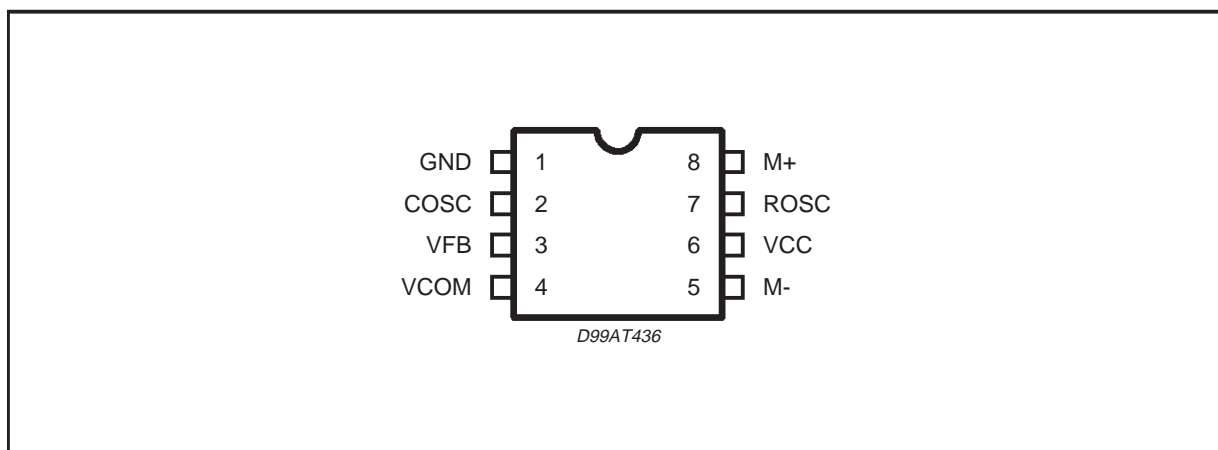 GND 1 8 M+
COSC 2 7 ROSC
VFB 3 6 VCC
VCOM 4 5 M-
D99AT436